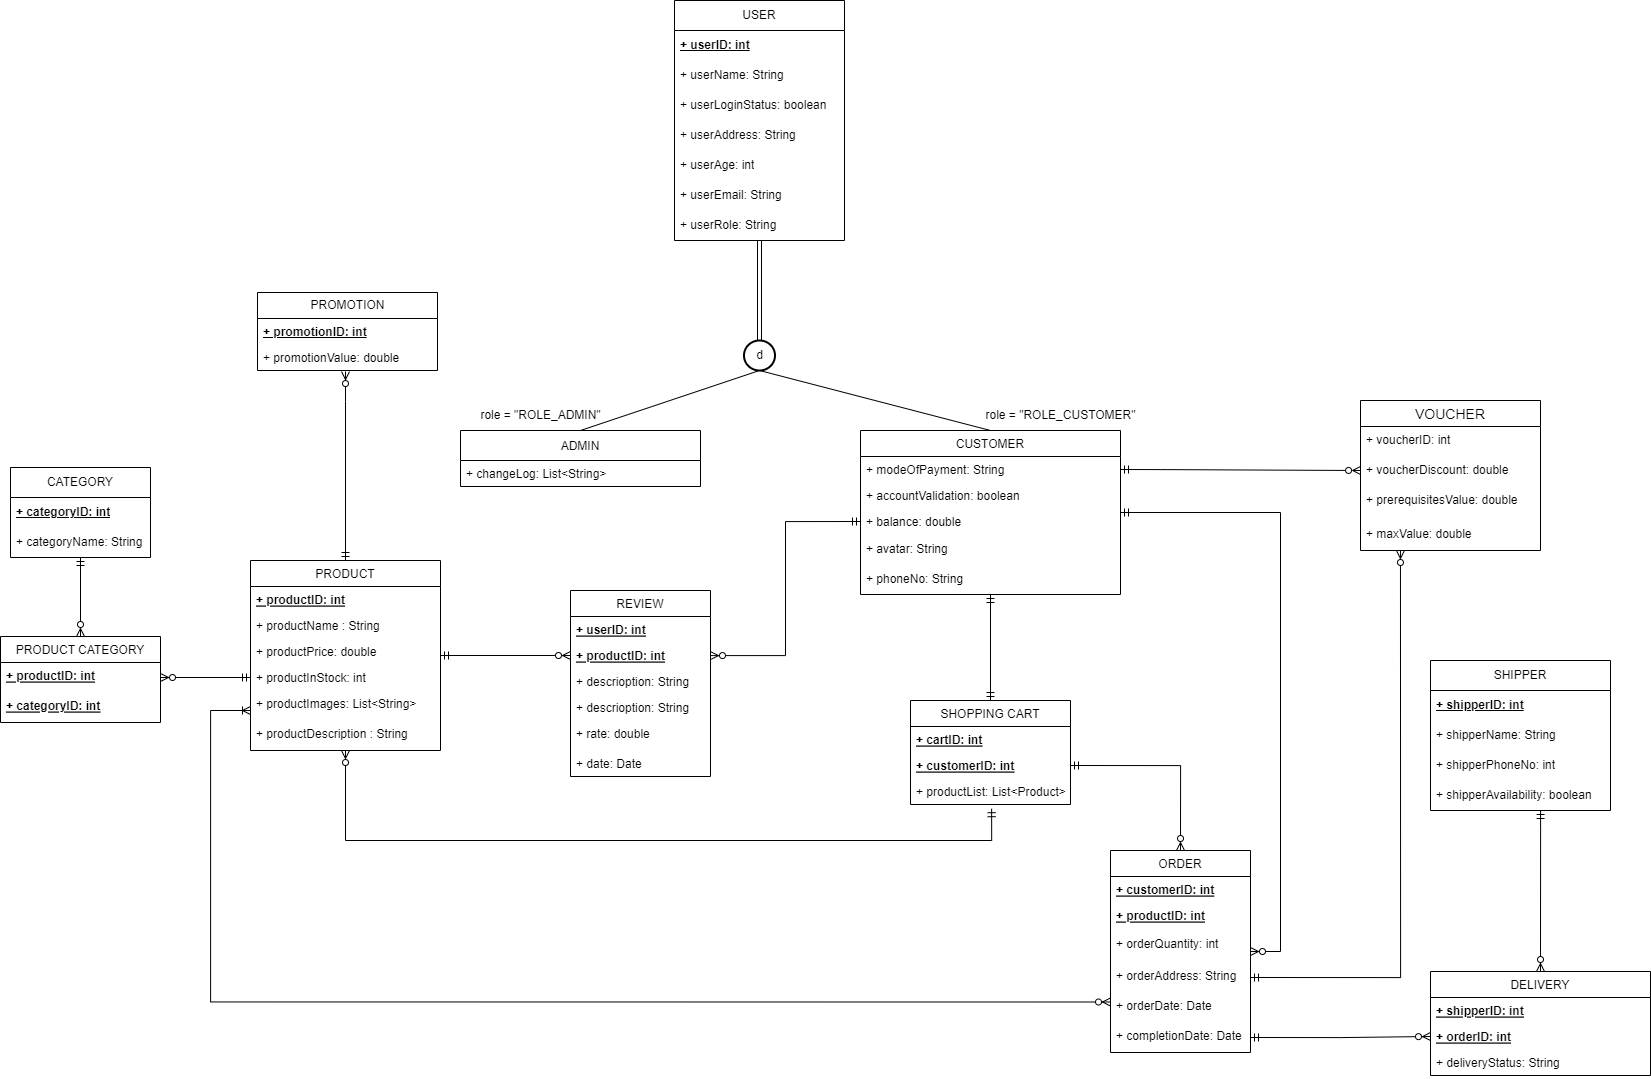 USER
+ userID: int
+ userName: String
+ userLoginStatus: boolean
+ userAddress: String
+ userAge: int
+ userEmail: String
+ userRole: String
d
role = "ROLE_ADMIN"
role = "ROLE_CUSTOMER"
PROMOTION
+ promotionID: int
+ promotionValue: double
ADMIN
+ changeLog: List<String>
CUSTOMER
+ modeOfPayment: String
+ accountValidation: boolean
+ balance: double
+ avatar: String
+ phoneNo: String
VOUCHER
+ voucherID: int
+ voucherDiscount: double
+ prerequisitesValue: double
+ maxValue: double
CATEGORY
+ categoryID: int
+ categoryName: String
PRODUCT CATEGORY
+ productID: int
+ categoryID: int
PRODUCT
+ productID: int
+ productName : String
+ productPrice: double
+ productInStock: int
+ productImages: List<String>
+ productDescription : String
REVIEW
+ userID: int
+ productID: int
+ descrioption: String
+ descrioption: String
+ rate: double
+ date: Date
SHOPPING CART
+ cartID: int
+ customerID: int
+ productList: List<Product>
SHIPPER
+ shipperID: int
+ shipperName: String
+ shipperPhoneNo: int
+ shipperAvailability: boolean
ORDER
+ customerID: int
+ productID: int
+ orderQuantity: int
+ orderAddress: String
+ orderDate: Date
+ completionDate: Date
DELIVERY
+ shipperID: int
+ orderID: int
+ deliveryStatus: String